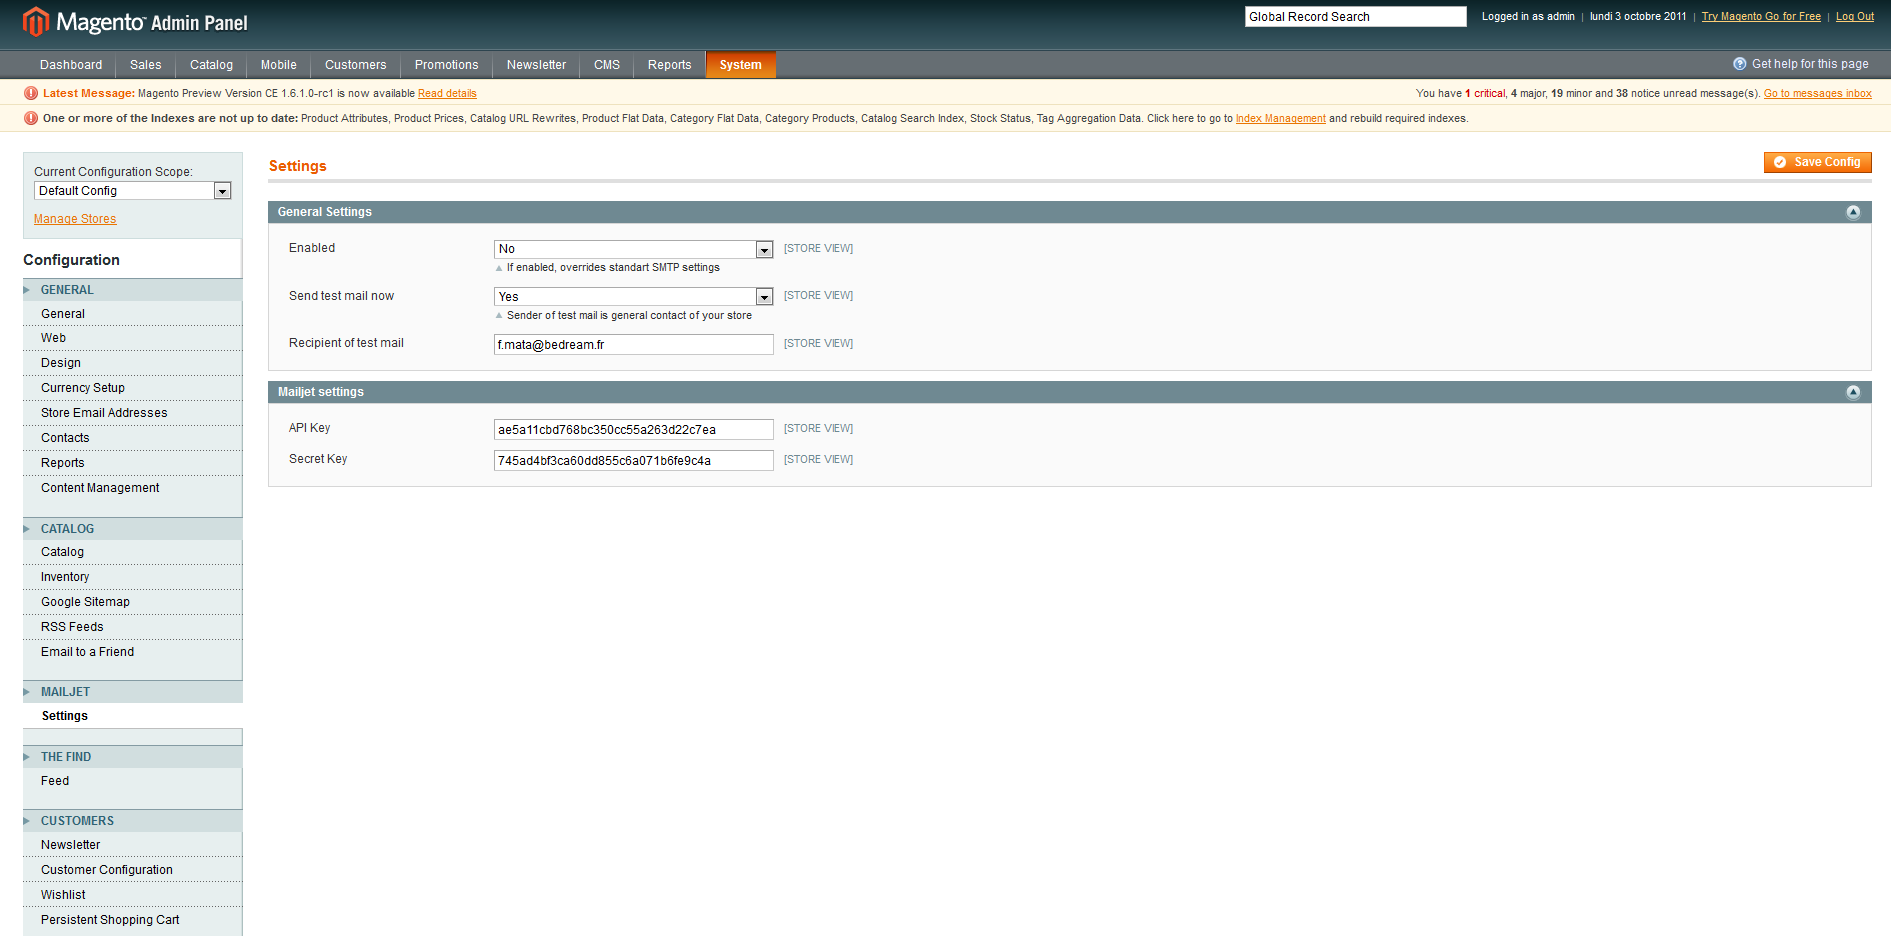 Magento Admin Panel
Global Record Search
Logged in as admin | lundi 3 octobre 2011 | Try Magento Go for Free | Log Out
Dashboard Sales Catalog Mobile Customers Promotions Newsletter CMS Reports System
Get help for this page
Latest Message: Magento Preview Version CE 1.6.1.0-rc1 is now available Read details
You have 1 critical, 4 major, 19 minor and 38 notice unread message(s). Go to messages inbox
One or more of the Indexes are not up to date: Product Attributes, Product Prices, Catalog URL Rewrites, Product Flat Data, Category Flat Data, Category Products, Catalog Search Index, Stock Status, Tag Aggregation Data. Click here to go to Index Management and rebuild required indexes.
Current Configuration Scope:
Default Config
Manage Stores
Configuration
GENERAL
General
Web
Design
Currency Setup
Store Email Addresses
Contacts
Reports
Content Management
CATALOG
Catalog
Inventory
Google Sitemap
RSS Feeds
Email to a Friend
MAILJET
Settings
THE FIND
Feed
CUSTOMERS
Newsletter
Customer Configuration
Wishlist
Persistent Shopping Cart
Settings
Save Config
General Settings
Enabled No [STORE VIEW]
If enabled, overrides standart SMTP settings
Send test mail now Yes [STORE VIEW]
Sender of test mail is general contact of your store
Recipient of test mail f.mata@bedream.fr [STORE VIEW]
Mailjet settings
API Key ae5a11cbd768bc350cc55a263d22c7ea [STORE VIEW]
Secret Key 745ad4bf3ca60dd855c6a071b6fe9c4a [STORE VIEW]